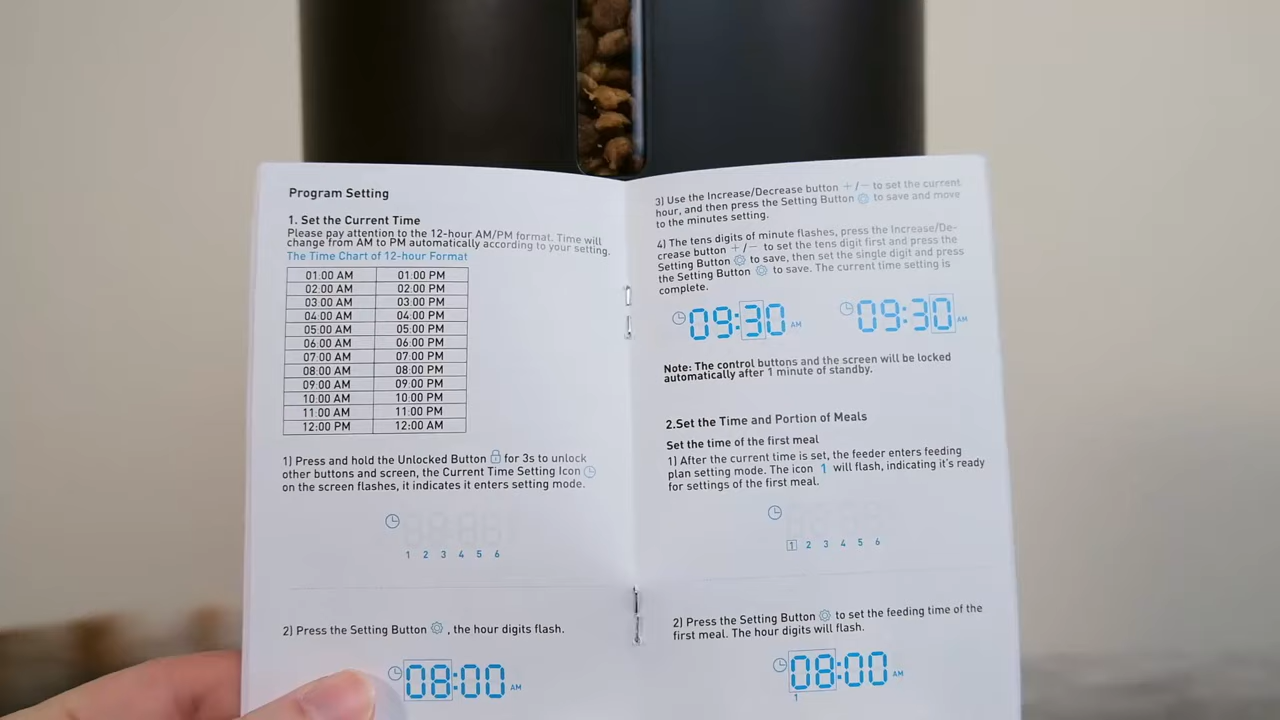 Program Setting
1. Set the Current Time
Please pay attention to the 12-hour AM/PM format. Time will
change from AM to PM automatically according to your setting.
The Time Chart of 12-hour Format
01:00 AM 01:00 PM
02:00 AM 02:00 PM
03:00 AM 03:00 PM
04:00 AM 04:00 PM
05:00 AM 05:00 PM
06:00 AM 06:00 PM
07:00 AM 07:00 PM
08:00 AM 08:00 PM
09:00 AM 09:00 PM
10:00 AM 10:00 PM
11:00 AM 11:00 PM
12:00 PM 12:00 AM
1) Press and hold the Unlocked Button for 3s to unlock
other buttons and screen, the Current Time Setting Icon
on the screen flashes, it indicates it enters setting mode.
1 2 3 4 5 6
2) Press the Setting Button , the hour digits flash.
08:00 AM
3) Use the Increase/Decrease button +/− to set the current
hour, and then press the Setting Button to save and move
to the minutes setting.
4) The tens digits of minute flashes, press the Increase/De-
crease button +/− to set the tens digit first and press the
Setting Button to save, then set the single digit and press
the Setting Button to save. The current time setting is
complete.
09:30 AM 09:30 AM
Note: The control buttons and the screen will be locked
automatically after 1 minute of standby.
2.Set the Time and Portion of Meals
Set the time of the first meal
1) After the current time is set, the feeder enters feeding
plan setting mode. The icon 1 will flash, indicating it's ready
for settings of the first meal.
1 2 3 4 5 6
2) Press the Setting Button to set the feeding time of the
first meal. The hour digits will flash.
08:00 AM
1